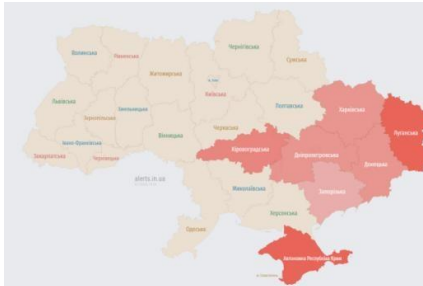 Чернігівська
Волинська
Рівненська
Сумська
Житомирська
м. Київ
Київська
Львівська
Тернопільська
Хмельницька
Полтавська
Харківська
Черкаська
Луганська
Вінницька
Івано-Франківська
Закарпатська
Чернівецька
Кіровоградська
Дніпропетровська
Донецька
alerts.in.ua
Миколаївська
Запорізька
Херсонська
Одеська
Автономна Республіка Крим